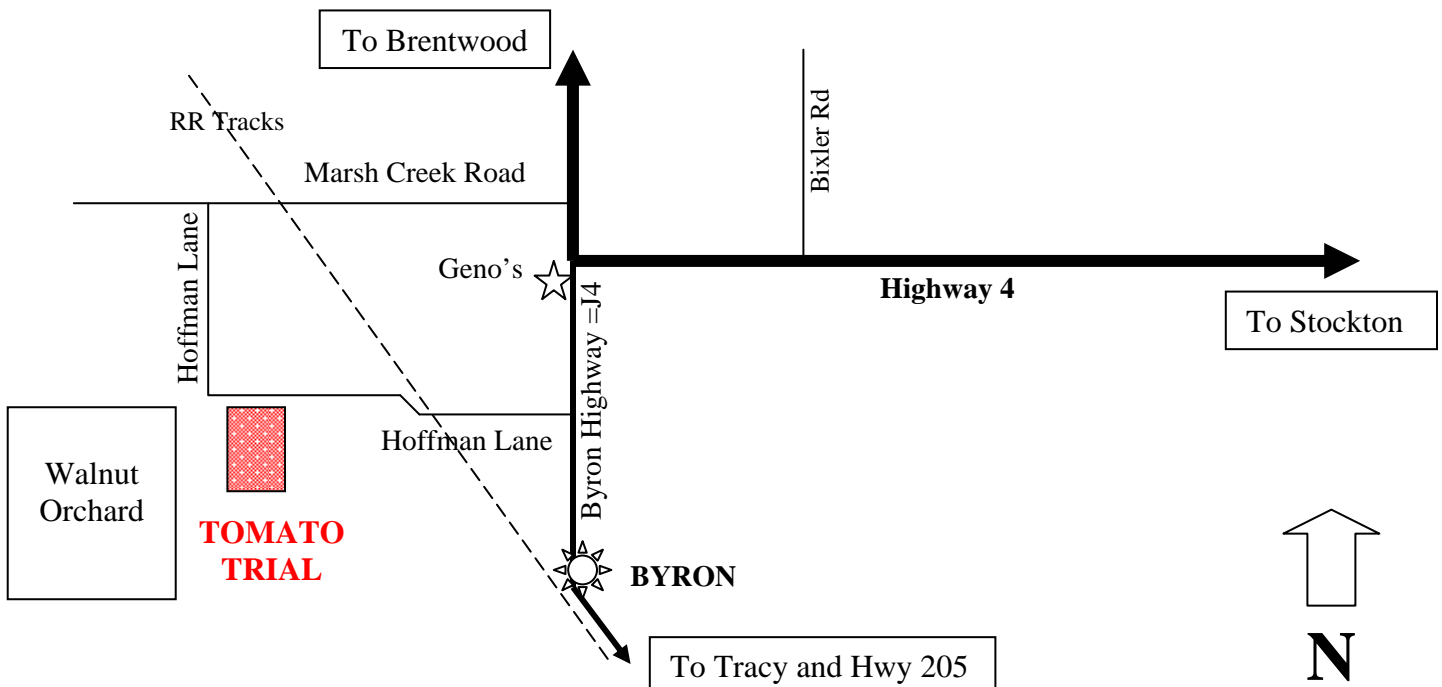 To Brentwood
RR Tracks
Bixler Rd
Marsh Creek Road
Hoffman Lane
Geno’s
Highway 4
Byron Highway =J4
To Stockton
Hoffman Lane
Walnut
Orchard
TOMATO
TRIAL
BYRON
To Tracy and Hwy 205
N